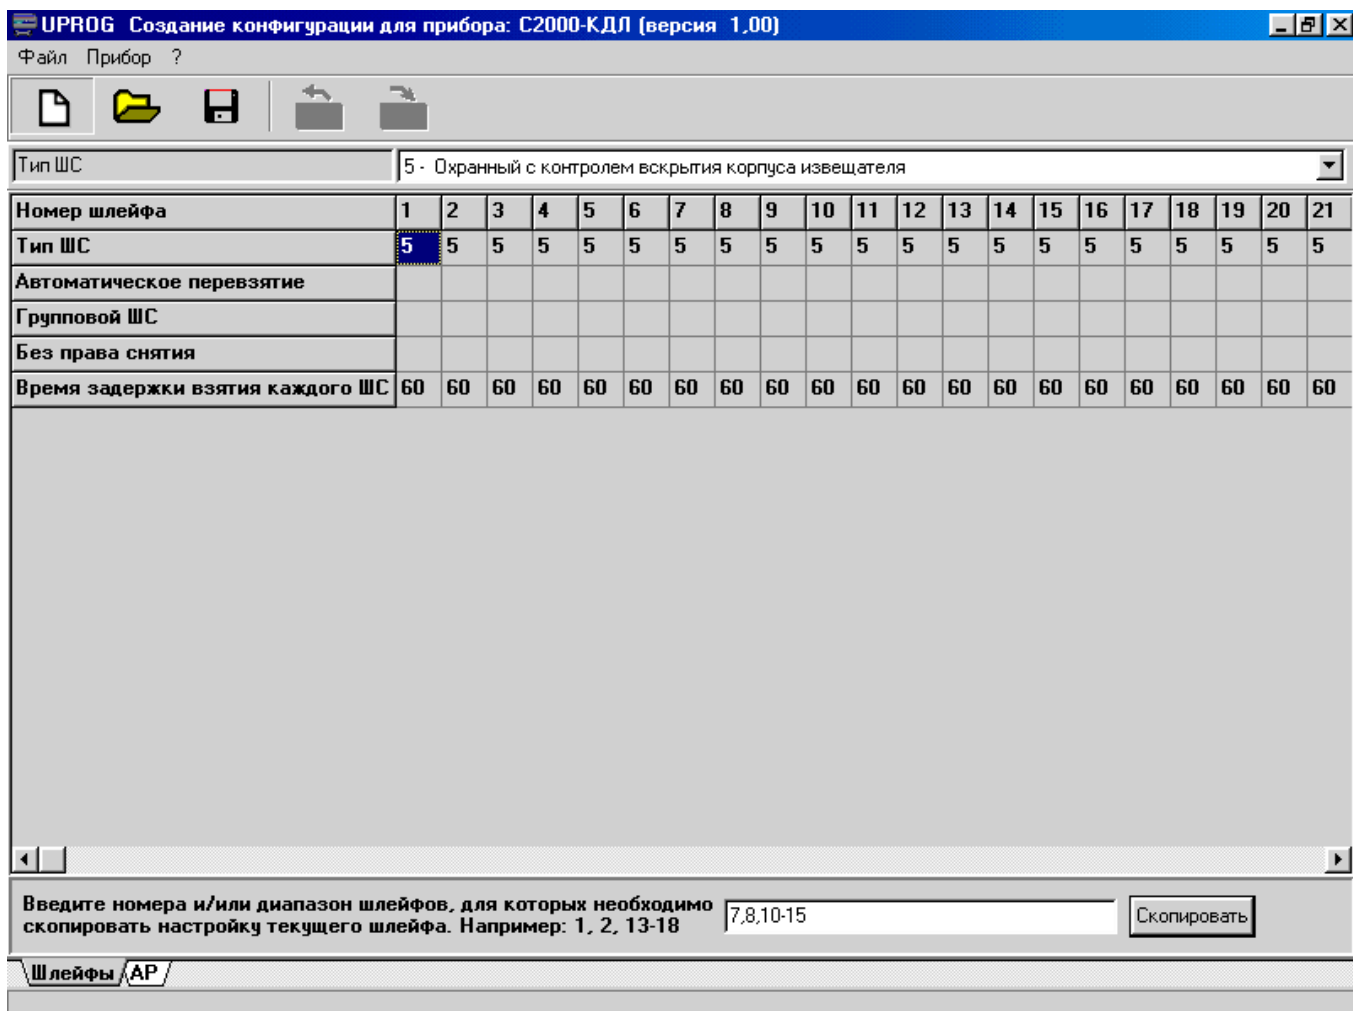 UPROG Создание конфигурации для прибора: С2000-КДЛ (версия 1,00)
Файл Прибор ?
Тип ШС 5 - Охранный с контролем вскрытия корпуса извещателя
Номер шлейфа 1 2 3 4 5 6 7 8 9 10 11 12 13 14 15 16 17 18 19 20 21
Тип ШС 5 5 5 5 5 5 5 5 5 5 5 5 5 5 5 5 5 5 5 5 5
Автоматическое перевзятие
Групповой ШС
Без права снятия
Время задержки взятия каждого ШС 60 60 60 60 60 60 60 60 60 60 60 60 60 60 60 60 60 60 60 60 60
Введите номера и/или диапазон шлейфов, для которых необходимо
скопировать настройку текущего шлейфа. Например: 1, 2, 13-18
7,8,10-15
Скопировать
Шлейфы АР